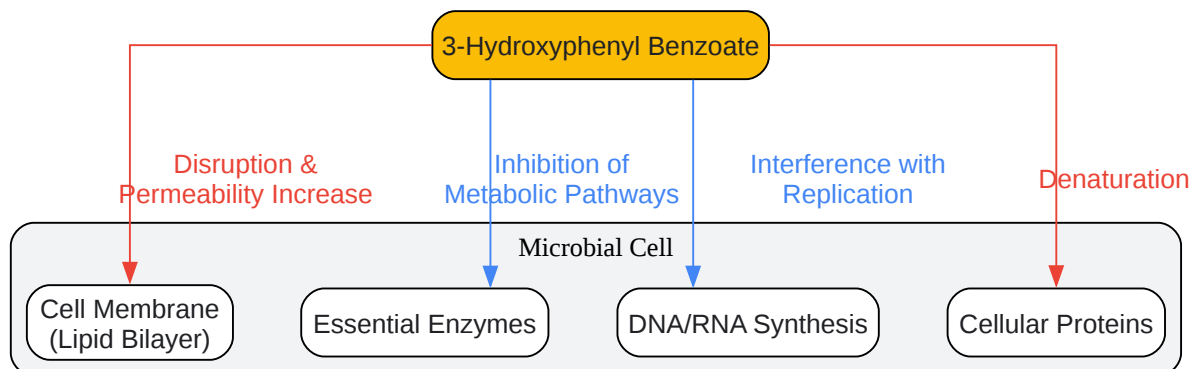 3-Hydroxyphenyl Benzoate
Disruption &
Permeability Increase
Inhibition of
Metabolic Pathways
Interference with
Replication
Denaturation
Microbial Cell
Cell Membrane
(Lipid Bilayer)
Essential Enzymes
DNA/RNA Synthesis
Cellular Proteins